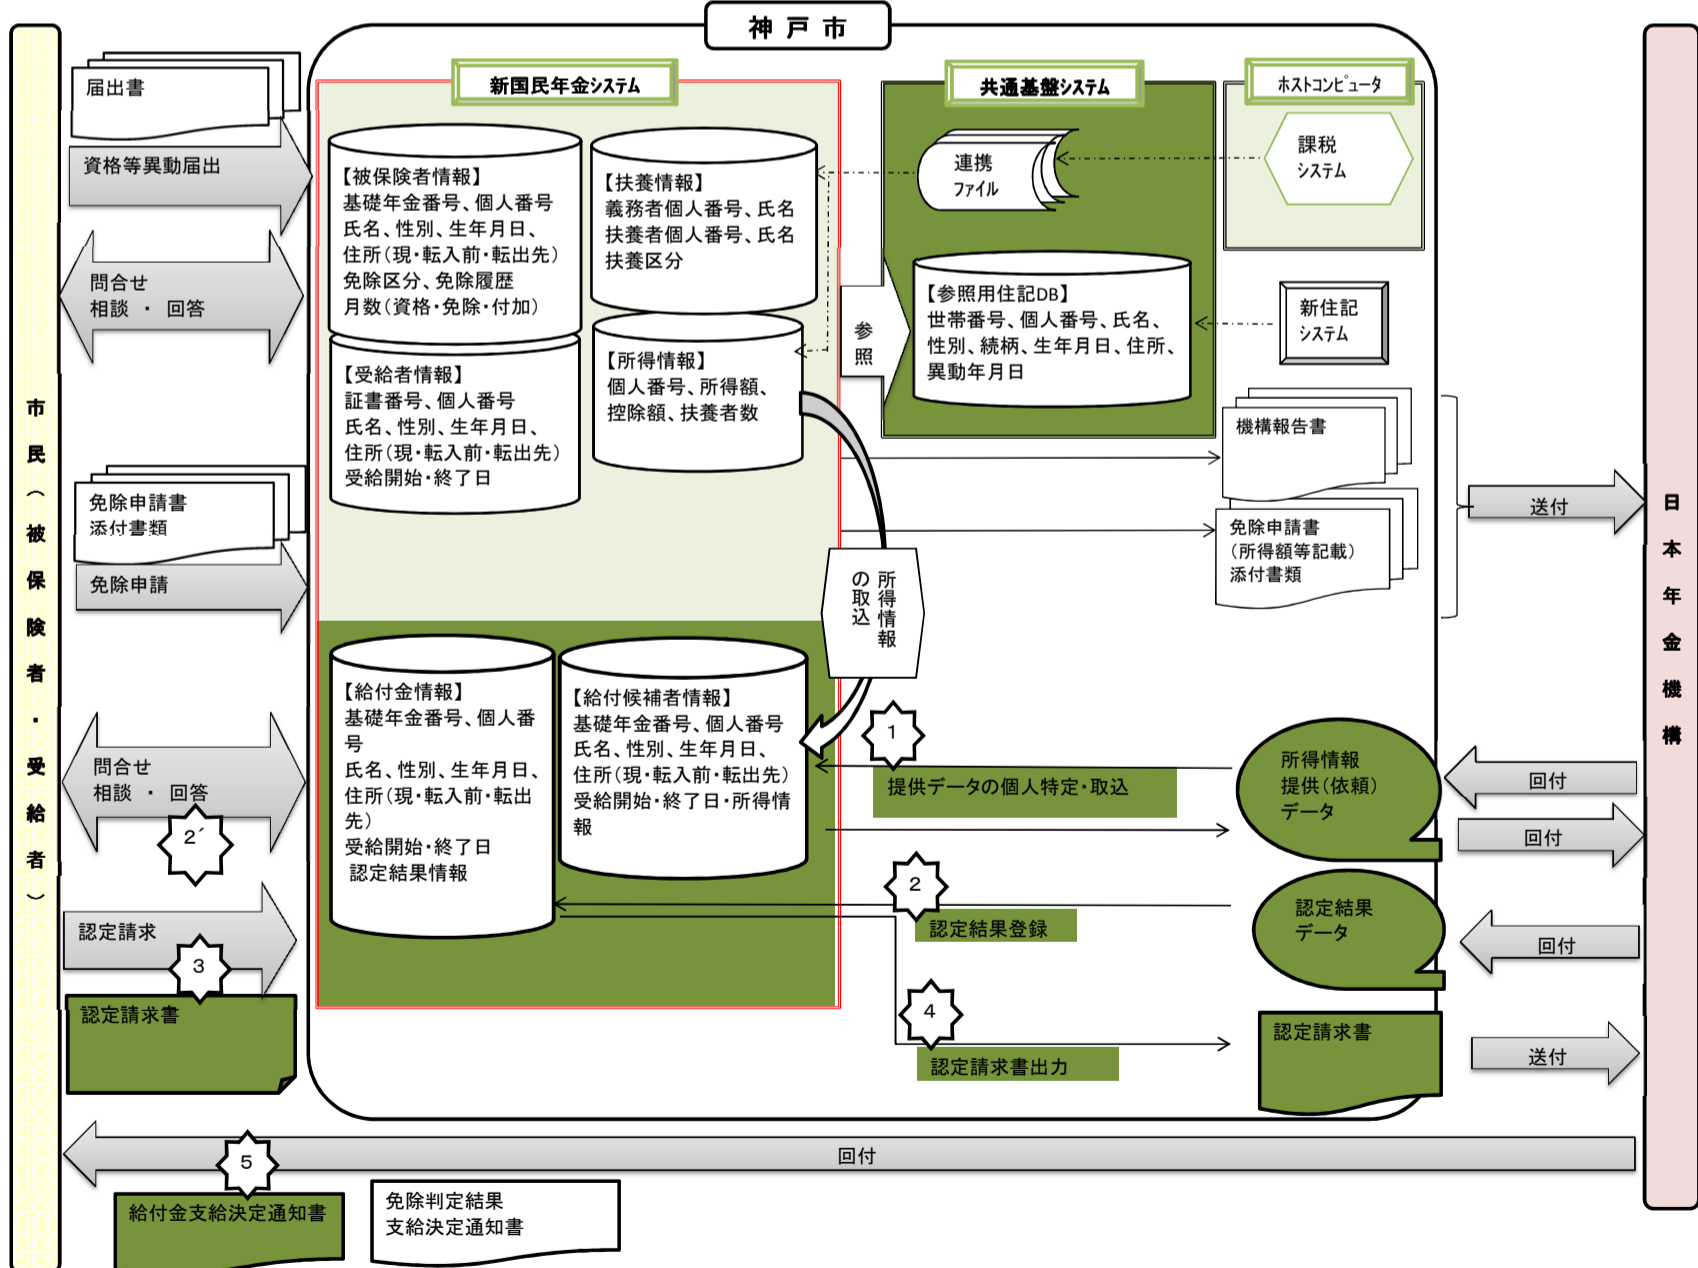 神戸市
新国民年金システム
共通基盤システム
ホストコンピュータ
届出書
資格等異動届出
問合せ
相談 ・ 回答
免除申請書
添付書類
免除申請
問合せ
相談 ・ 回答
2´
認定請求
3
認定請求書
市民（被保険者・受給者）
【被保険者情報】
基礎年金番号、個人番号
氏名、性別、生年月日、
住所（現・転入前・転出先）
免除区分、免除履歴
月数（資格・免除・付加）
【受給者情報】
証書番号、個人番号
氏名、性別、生年月日、
住所（現・転入前・転出先）
受給開始・終了日
【扶養情報】
義務者個人番号、氏名
扶養者個人番号、氏名
扶養区分
【所得情報】
個人番号、所得額、
控除額、扶養者数
連携
ファイル
課税
システム
参照
【参照用住記DB】
世帯番号、個人番号、氏名、
性別、続柄、生年月日、住所、
異動年月日
新住記
システム
機構報告書
免除申請書
（所得額等記載）
添付書類
送付
日本年金機構
所得情報
の取込
【給付金情報】
基礎年金番号、個人番
号
氏名、性別、生年月日、
住所（現・転入前・転出
先）
受給開始・終了日
認定結果情報
【給付候補者情報】
基礎年金番号、個人番号
氏名、性別、生年月日、
住所（現・転入前・転出先）
受給開始・終了日・所得情
報
1
提供データの個人特定・取込
所得情報
提供（依頼）
データ
回付
回付
2
認定結果登録
認定結果
データ
回付
4
認定請求書出力
認定請求書
送付
回付
5
給付金支給決定通知書
免除判定結果
支給決定通知書